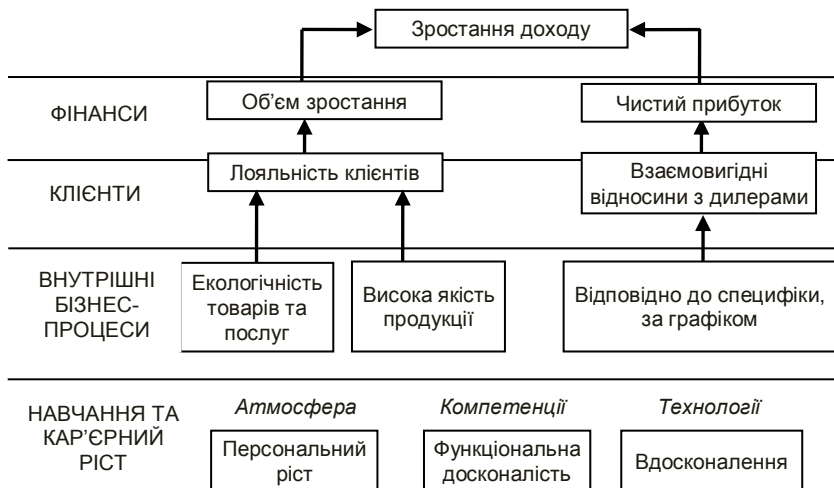 Зростання доходу
ФІНАНСИ
Об’єм зростання
Чистий прибуток
КЛІЄНТИ
Лояльність клієнтів
Взаємовигідні
відносини з дилерами
ВНУТРІШНІ
БІЗНЕС-
ПРОЦЕСИ
Екологічність
товарів та
послуг
Висока якість
продукції
Відповідно до специфіки,
за графіком
НАВЧАННЯ ТА
КАР’ЄРНИЙ
РІСТ
Атмосфера
Персональний
ріст
Компетенції
Функціональна
досконалість
Технології
Вдосконалення